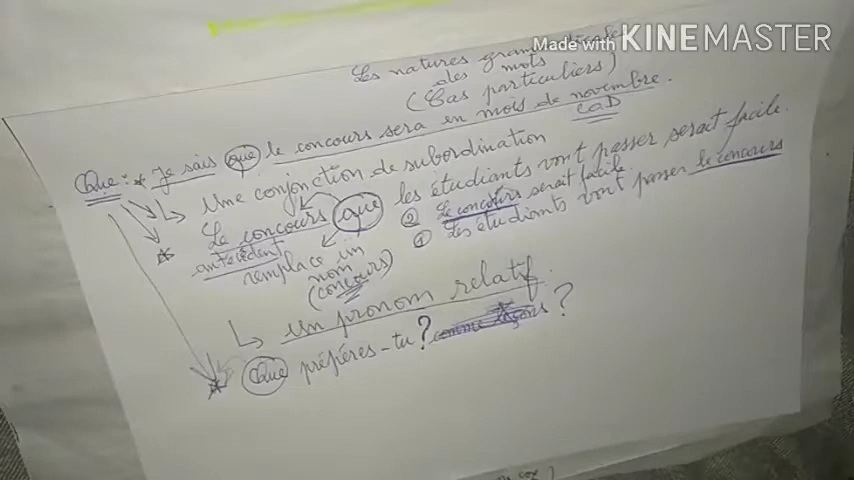 Made with KINEMASTER
Les natures grammaticales
des mots
(Cas particuliers)
Que: * Je sais que le concours sera en mois de novembre.
COD
↳ Une conjonction de subordination
* Le concours que les étudiants vont passer serait facile.
antécédent
② Le concours serait facile
remplace un
nom
(concours)
① Les étudiants vont passer le concours
↳ un pronom relatif.
* Que prépéres-tu? ?